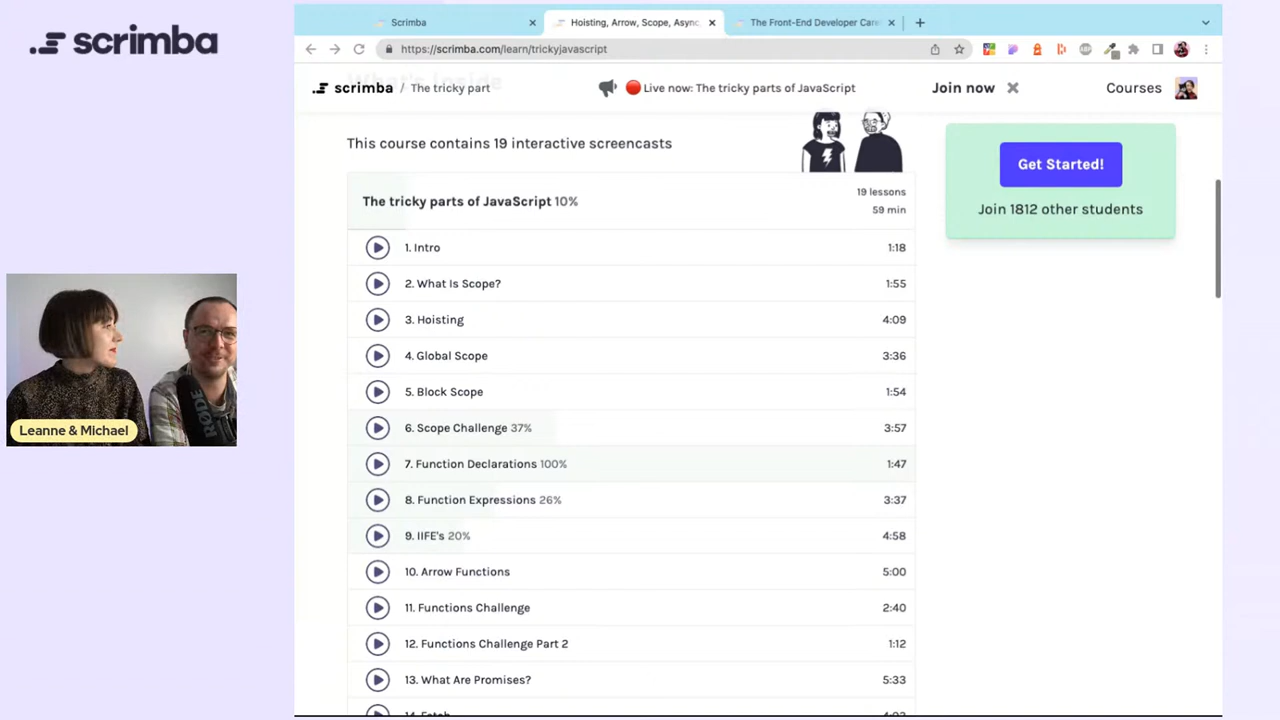 scrimba
Scrimba
Hoisting, Arrow, Scope, Async,
The Front-End Developer Care
https://scrimba.com/learn/trickyjavascript
What's inside
scrimba / The tricky part
Live now: The tricky parts of JavaScript
Join now
Courses
This course contains 19 interactive screencasts
Get Started!
Join 1812 other students
The tricky parts of JavaScript 10%
19 lessons
59 min
1. Intro 1:18
2. What Is Scope? 1:55
3. Hoisting 4:09
4. Global Scope 3:36
5. Block Scope 1:54
6. Scope Challenge 37% 3:57
7. Function Declarations 100% 1:47
8. Function Expressions 26% 3:37
9. IIFE's 20% 4:58
10. Arrow Functions 5:00
11. Functions Challenge 2:40
12. Functions Challenge Part 2 1:12
13. What Are Promises? 5:33
14. Fetch
RØDE
Leanne & Michael